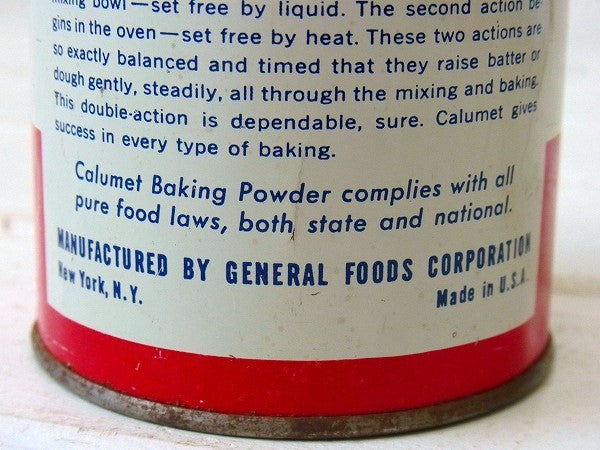 mixing bowl—set free by liquid. The second action be-
gins in the oven—set free by heat. These two actions are
so exactly balanced and timed that they raise batter or
dough gently, steadily, all through the mixing and baking.
This double-action is dependable, sure. Calumet gives
success in every type of baking.
Calumet Baking Powder complies with all
pure food laws, both state and national.
MANUFACTURED BY GENERAL FOODS CORPORATION
New York, N.Y. Made in U.S.A.